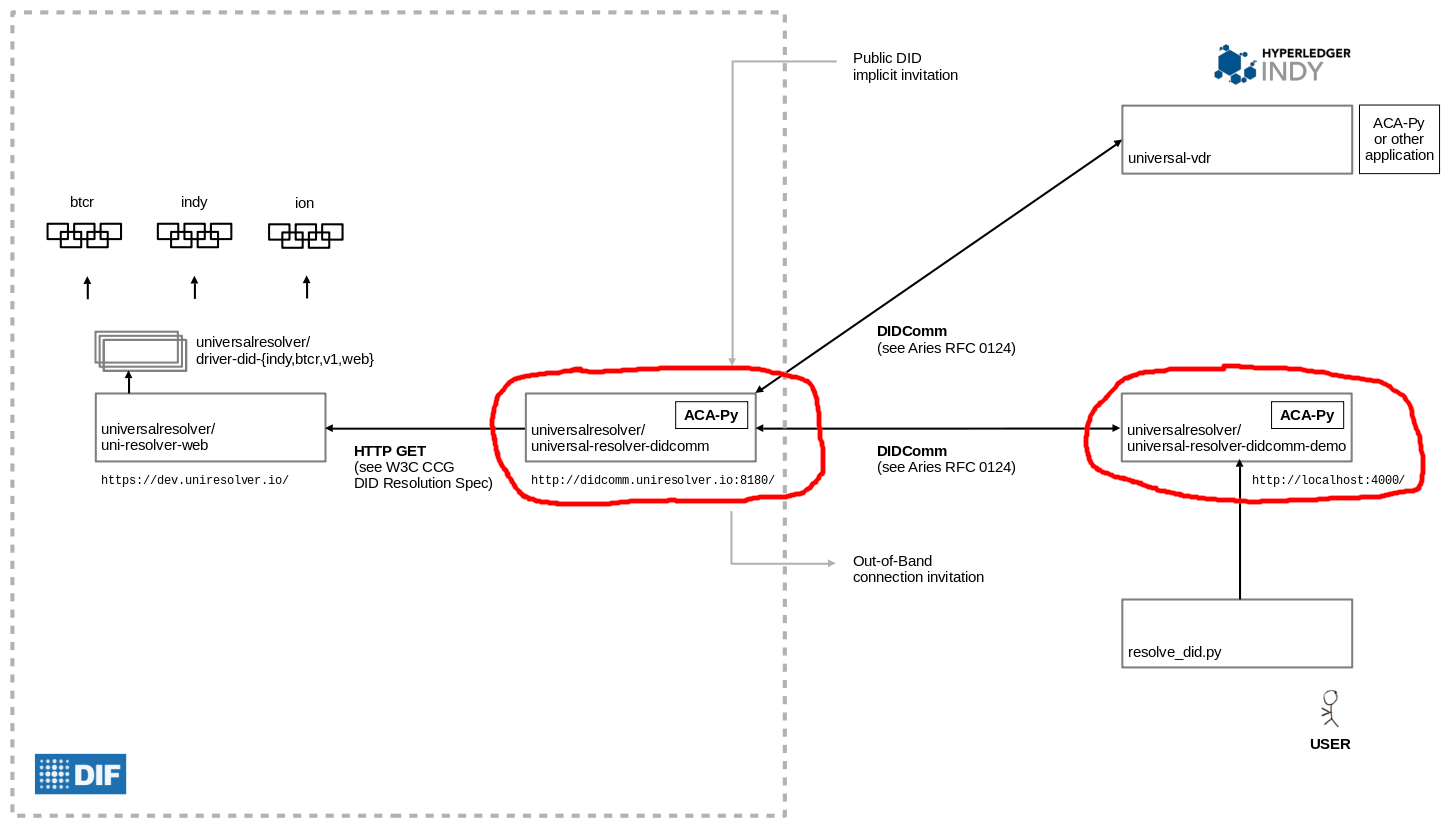 Public DID
implicit invitation
HYPERLEDGER
INDY
universal-vdr
ACA-Py
or other
application
btcr
indy
ion
universalresolver/
driver-did-{indy,btcr,v1,web}
DIDComm
(see Aries RFC 0124)
universalresolver/
uni-resolver-web
https://dev.uniresolver.io/
HTTP GET
(see W3C CCG
DID Resolution Spec)
ACA-Py
universalresolver/
universal-resolver-didcomm
http://didcomm.uniresolver.io:8180/
DIDComm
(see Aries RFC 0124)
ACA-Py
universalresolver/
universal-resolver-didcomm-demo
http://localhost:4000/
Out-of-Band
connection invitation
resolve_did.py
USER
DIF